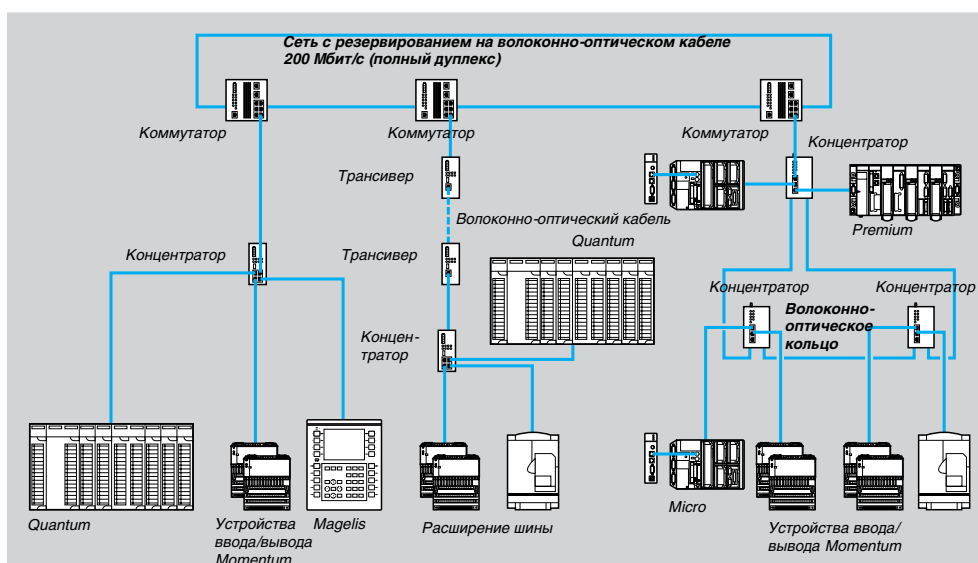 Сеть с резервированием на волоконно-оптическом кабеле
200 Мбит/с (полный дуплекс)
Коммутатор
Коммутатор
Коммутатор
Концентратор
Трансивер
Волоконно-оптический кабель
Quantum
Premium
Концентратор
Трансивер
Концентратор
Концентратор
Волоконно-
оптическое
кольцо
Концен-
тратор
Quantum
Устройства
ввода/вывода
Momentum
Magelis
Расширение шины
Micro
Устройства ввода/
вывода Momentum